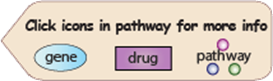 Click icons in pathway for more info
gene drug pathway